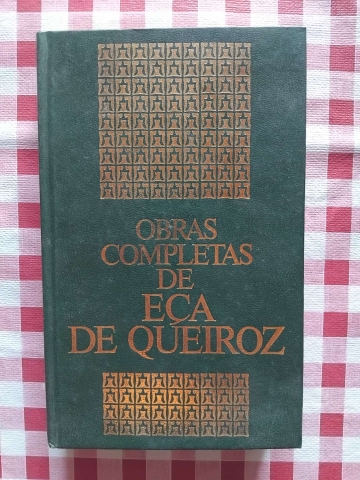 OBRAS
COMPLETAS
DE
EÇA
DE QUEIROZ